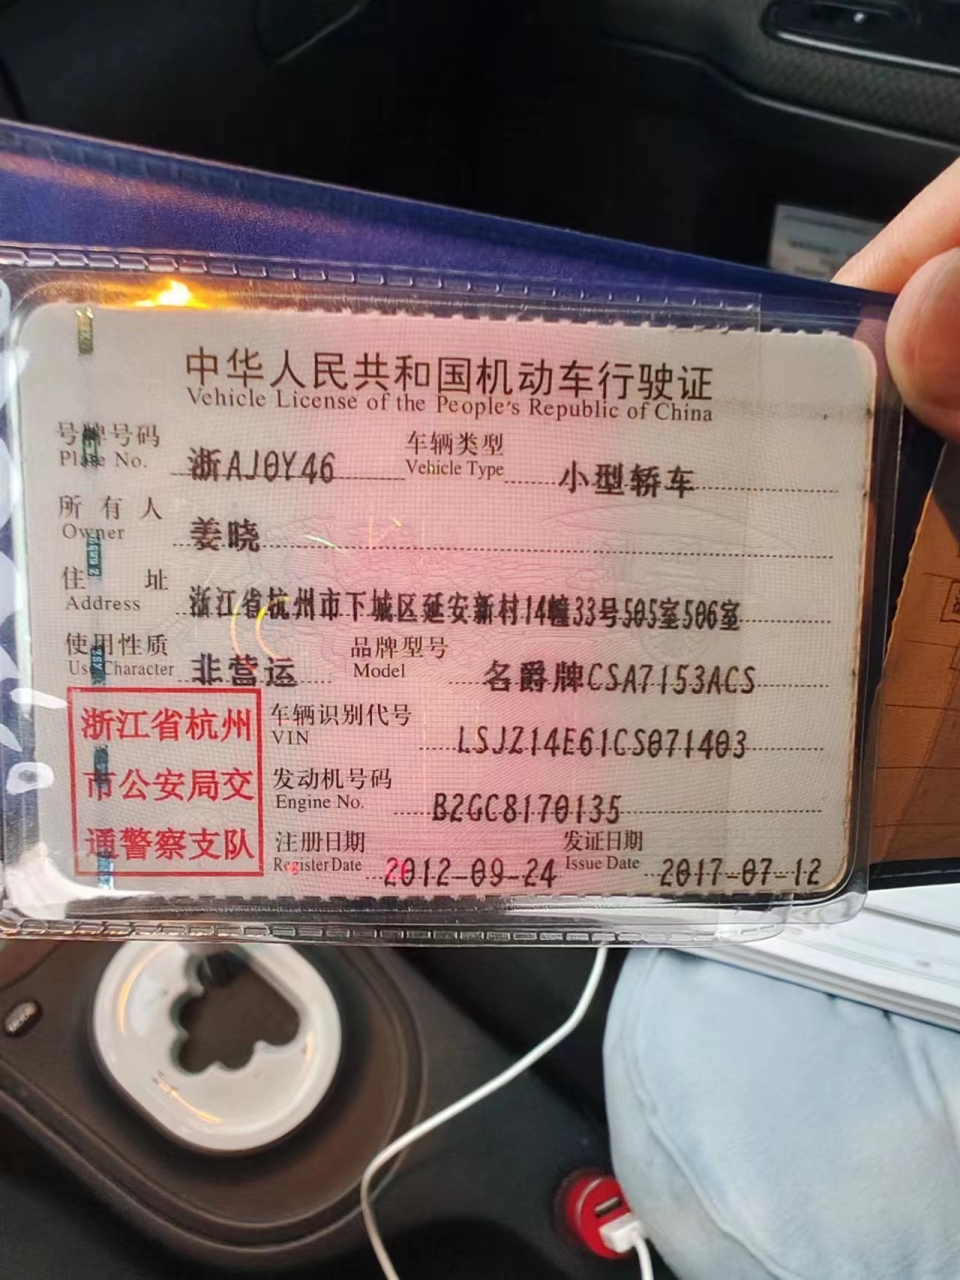 中华人民共和国机动车行驶证
Vehicle License of the People's Republic of China
号牌号码 浙AJ0Y46 车辆类型 小型轿车
Plate No. Vehicle Type
所有人 姜晓
Owner
住址 浙江省杭州市下城区延安新村14幢33号505室506室
Address
使用性质 非营运 品牌型号 名爵牌CSA7153ACS
Use Character Model
浙江省杭州
市公安局交
通警察支队
车辆识别代号 LSJZ14E61CS071403
VIN
发动机号码 B2GC8170135
Engine No.
注册日期 2012-09-24 发证日期 2017-07-12
Register Date Issue Date